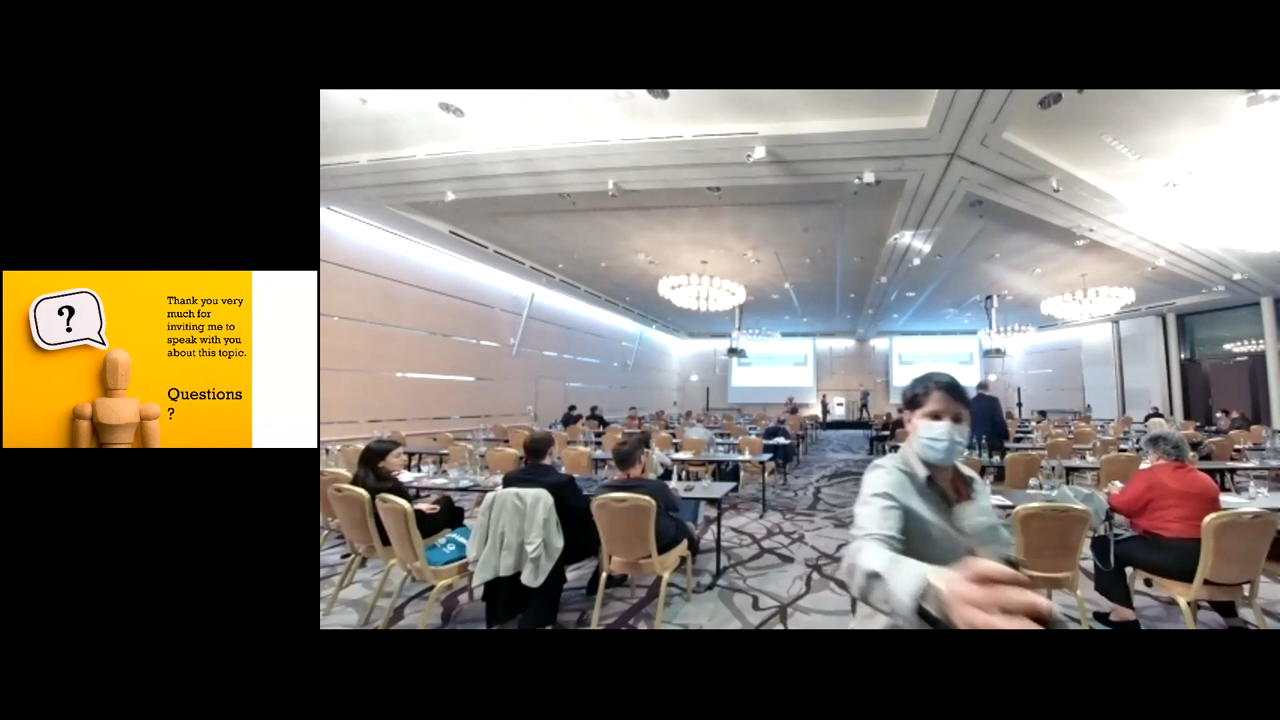 ?
Thank you very
much for
inviting me to
speak with you
about this topic.
Questions
?